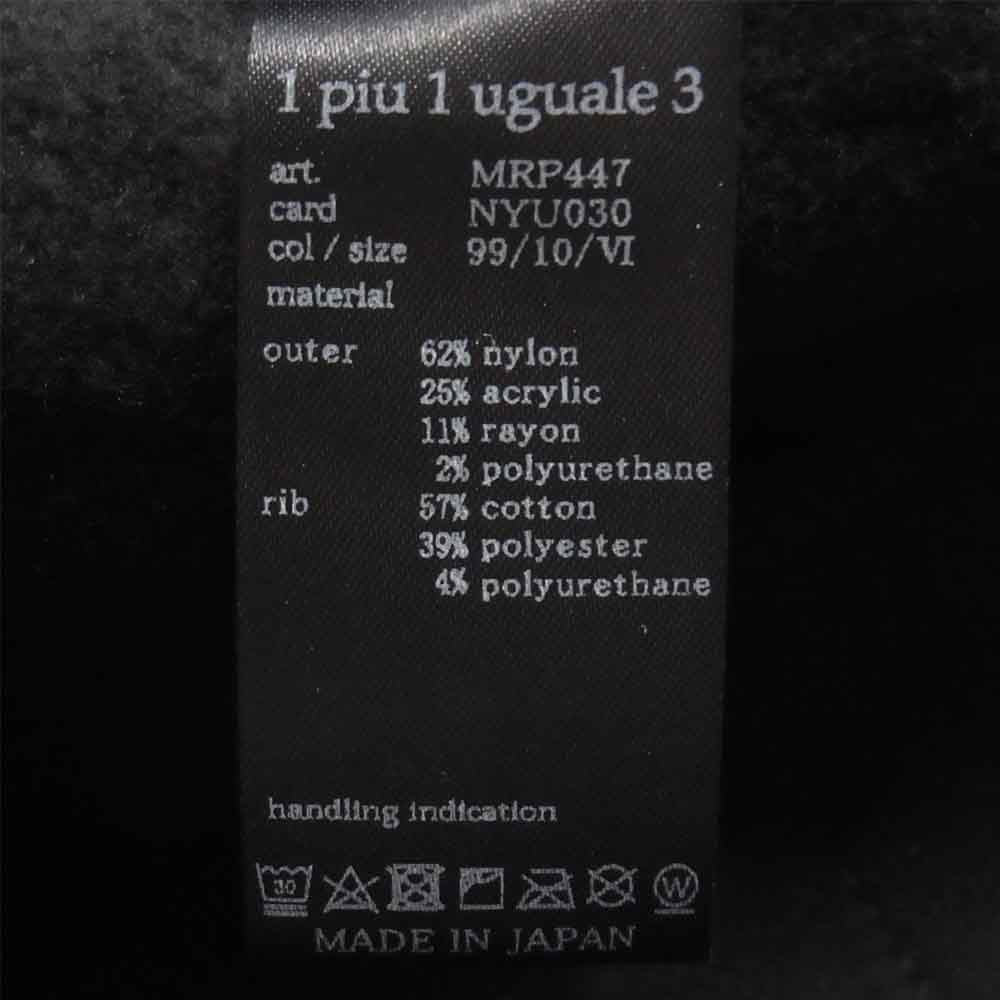 1 piu 1 uguale 3
art. MRP447
card NYU030
col / size 99/10/VI
material
outer 62% nylon
25% acrylic
11% rayon
2% polyurethane
rib 57% cotton
39% polyester
4% polyurethane
handling indication
30 W
MADE IN JAPAN